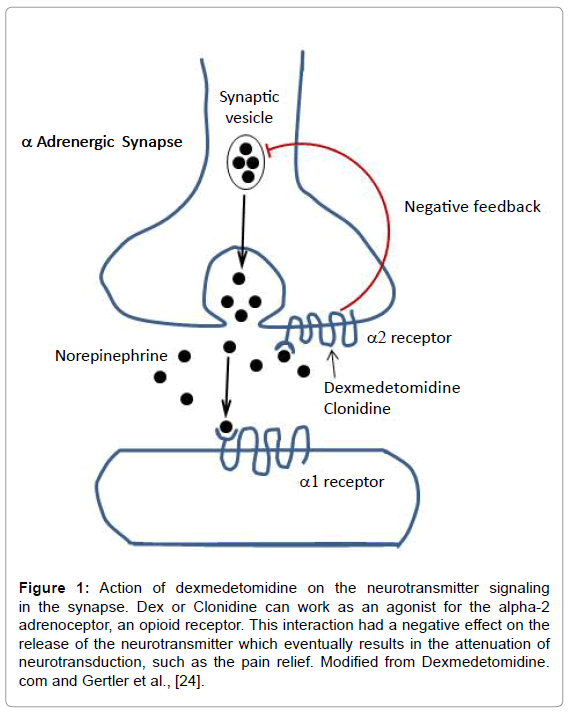 Synaptic
vesicle
α Adrenergic Synapse
Negative feedback
α2 receptor
Norepinephrine
Dexmedetomidine
Clonidine
α1 receptor
Figure 1: Action of dexmedetomidine on the neurotransmitter signaling
in the synapse. Dex or Clonidine can work as an agonist for the alpha-2
adrenoceptor, an opioid receptor. This interaction had a negative effect on the
release of the neurotransmitter which eventually results in the attenuation of
neurotransduction, such as the pain relief. Modified from Dexmedetomidine.
com and Gertler et al., [24].